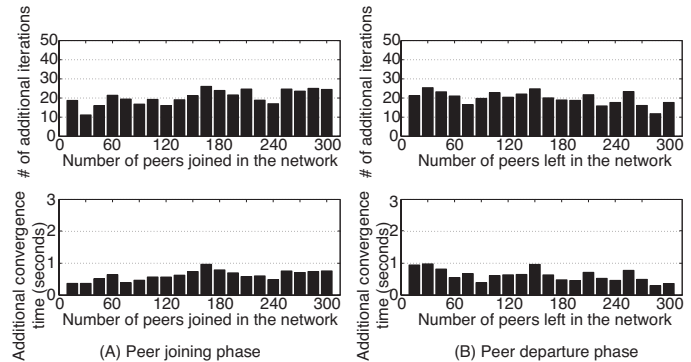 # of additional iterations
50
40
30
20
10
0
0 60 120 180 240 300
Number of peers joined in the network
# of additional iterations
50
40
30
20
10
0
0 60 120 180 240 300
Number of peers left in the network
Additional convergence
time (seconds)
3
2
1
0
0 60 120 180 240 300
Number of peers joined in the network
(A) Peer joining phase
Additional convergence
time (seconds)
3
2
1
0
0 60 120 180 240 300
Number of peers left in the network
(B) Peer departure phase